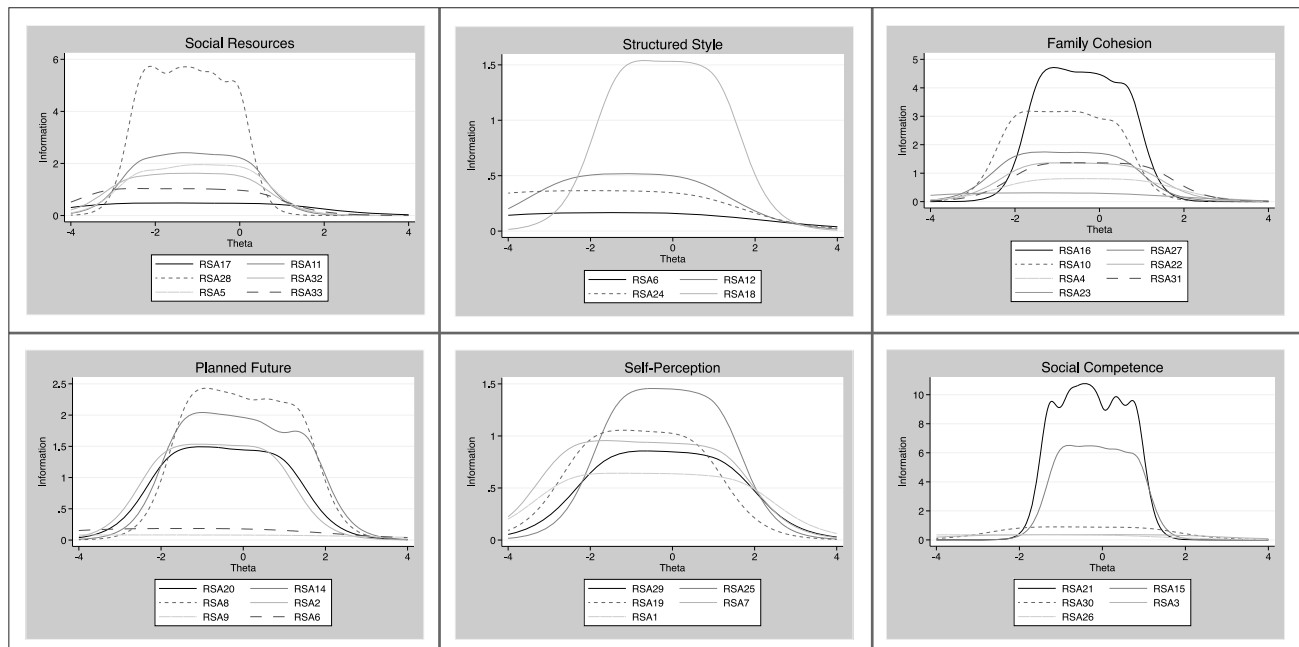 Social Resources
Information
6
4
2
0
-4 -2 0 2 4
Theta
RSA17 RSA11
RSA28 RSA32
RSA5 RSA33
Structured Style
Information
1.5
1
.5
0
-4 -2 0 2 4
Theta
RSA6 RSA12
RSA24 RSA18
Family Cohesion
Information
5
4
3
2
1
0
-4 -2 0 2 4
Theta
RSA16 RSA27
RSA10 RSA22
RSA4 RSA31
RSA23
Planned Future
Information
2.5
2
1.5
1
.5
0
-4 -2 0 2 4
Theta
RSA20 RSA14
RSA8 RSA2
RSA9 RSA6
Self-Perception
Information
1.5
1
.5
0
-4 -2 0 2 4
Theta
RSA29 RSA25
RSA19 RSA7
RSA1
Social Competence
Information
10
8
6
4
2
0
-4 -2 0 2 4
Theta
RSA21 RSA15
RSA30 RSA3
RSA26